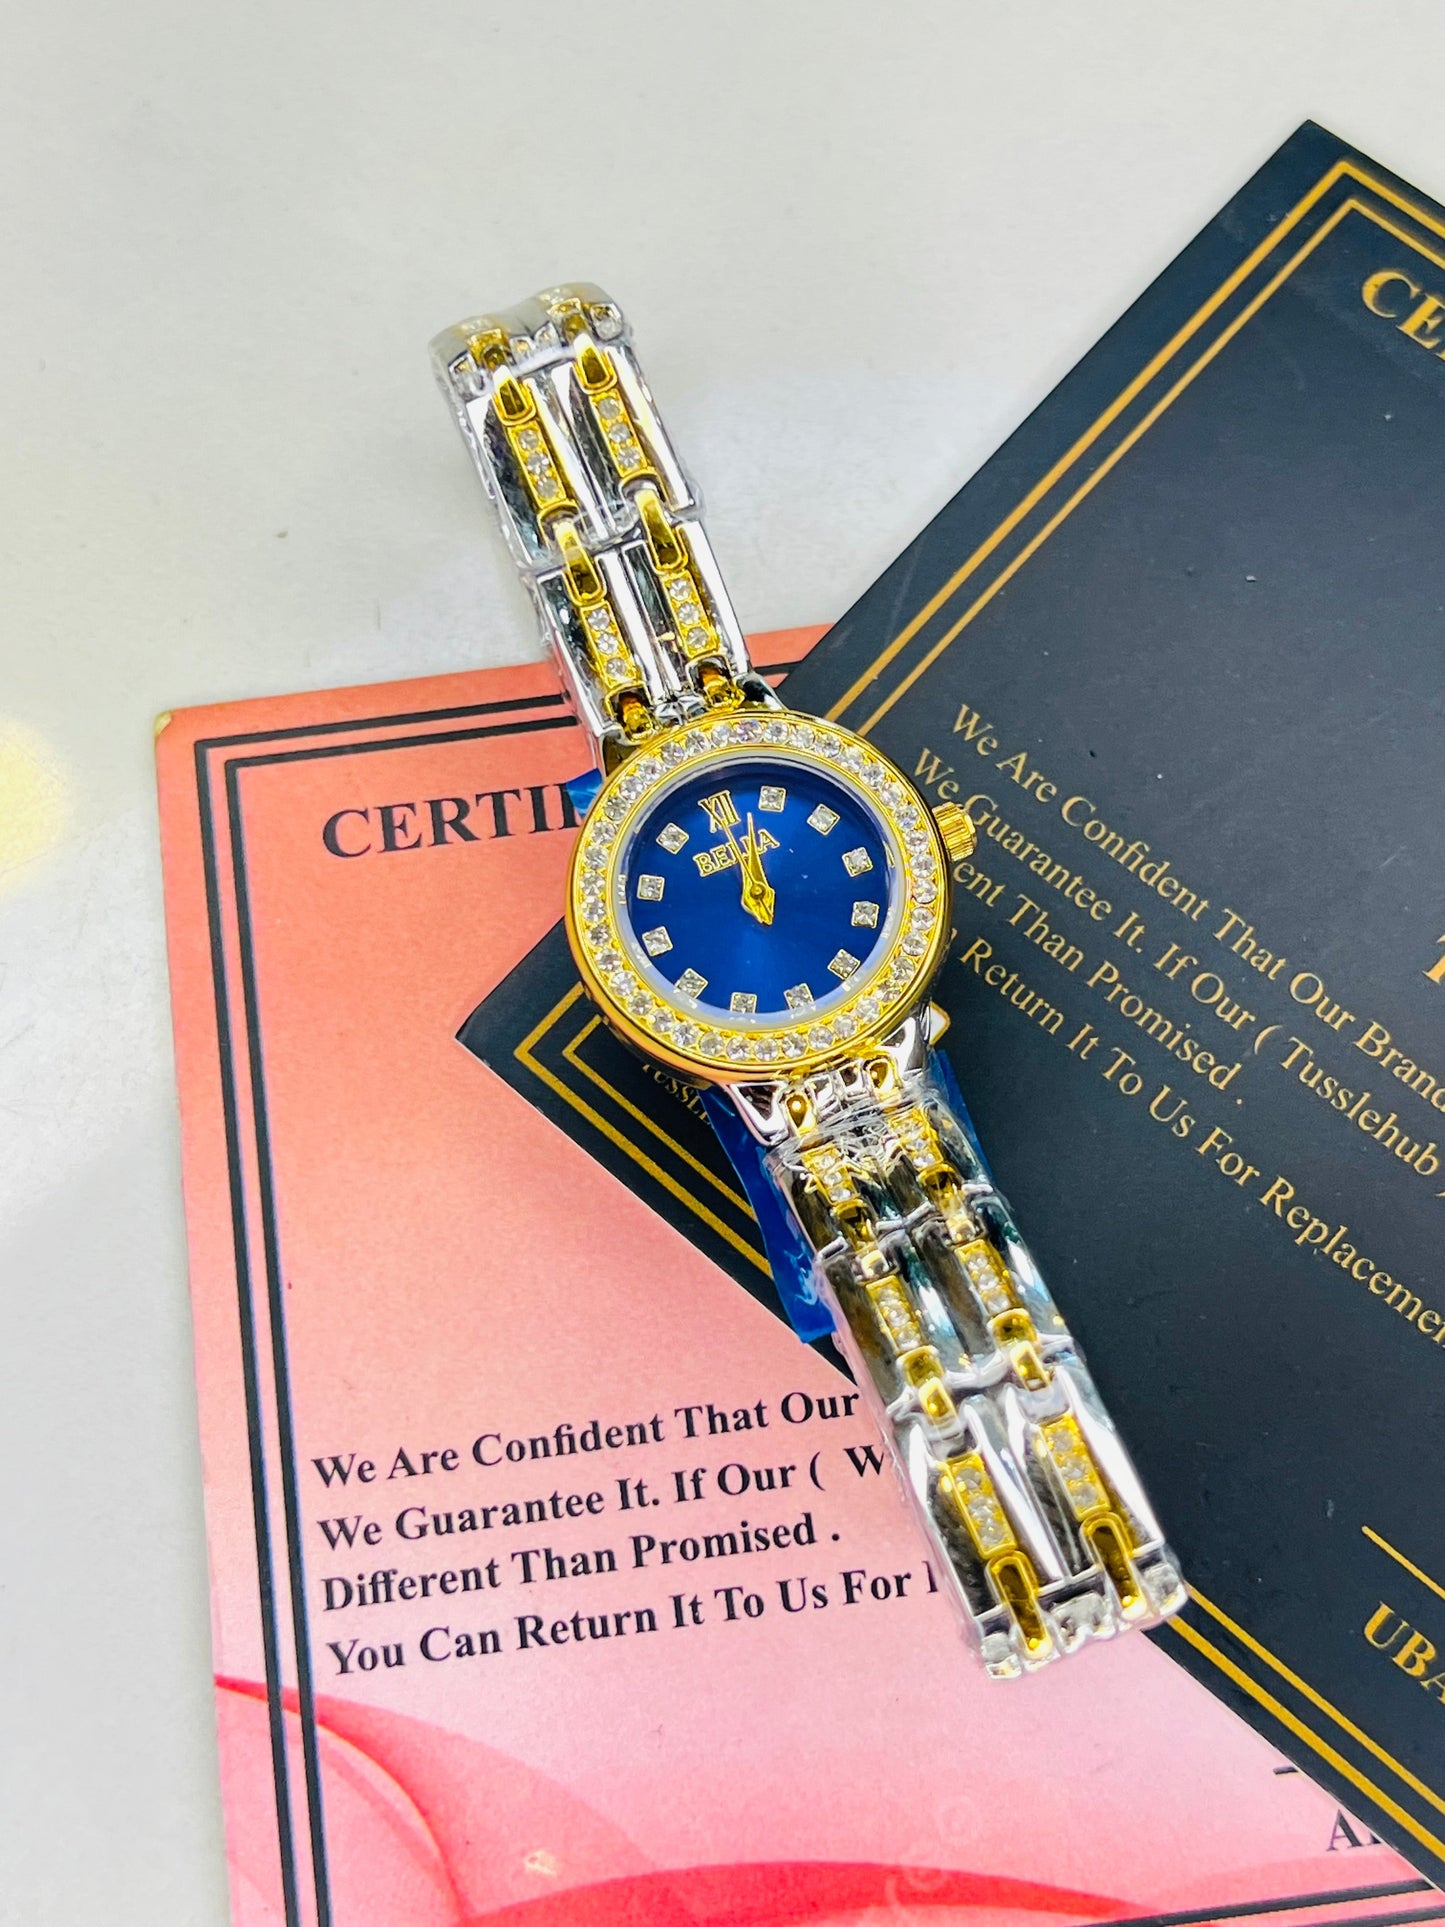 CERTIF
XII
BELLA
TUSSLE
We Are Confident That Our
We Guarantee It. If Our ( W
Different Than Promised .
You Can Return It To Us For
CE
We Are Confident That Our Brand
We Guarantee It. If Our ( Tusslehub
ent Than Promised .
Return It To Us For Replacemen
UBA